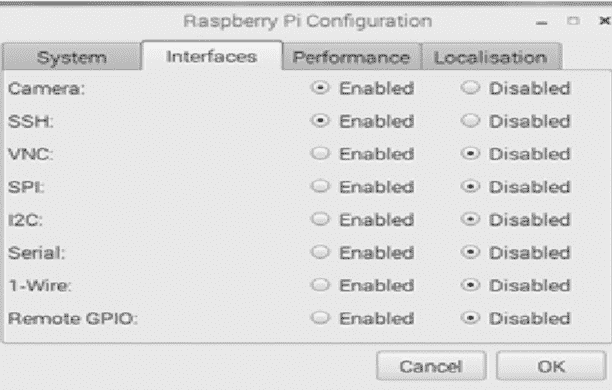 Raspberry Pi Configuration
System Interfaces Performance Localisation
Camera: Enabled Disabled
SSH: Enabled Disabled
VNC: Enabled Disabled
SPI: Enabled Disabled
I2C: Enabled Disabled
Serial: Enabled Disabled
1-Wire: Enabled Disabled
Remote GPIO: Enabled Disabled
Cancel OK